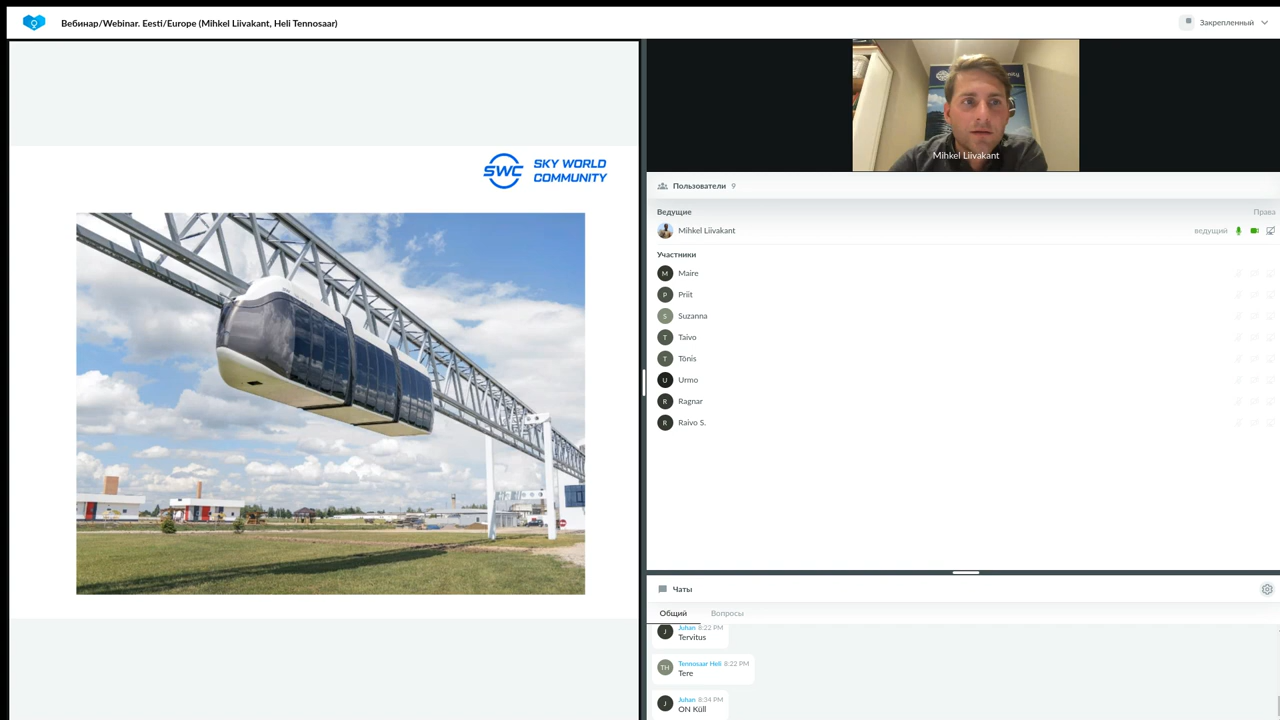 Вебинар/Webinar. Eesti/Europe (Mihkel Liivakant, Heli Tennosaar)
Закрепленный
SWC SKY WORLD
COMMUNITY
Mihkel Liivakant
Пользователи 9
Ведущие Права
Mihkel Liivakant ведущий
Участники
M Maire
P Priit
S Suzanna
T Taivo
T Tõnis
U Urmo
R Ragnar
R Raivo S.
Чаты
Общий Вопросы
J Juhan 8:22 PM
Tervitus
TH Tennosaar Heli 8:22 PM
Tere
J Juhan 8:34 PM
ON Küll